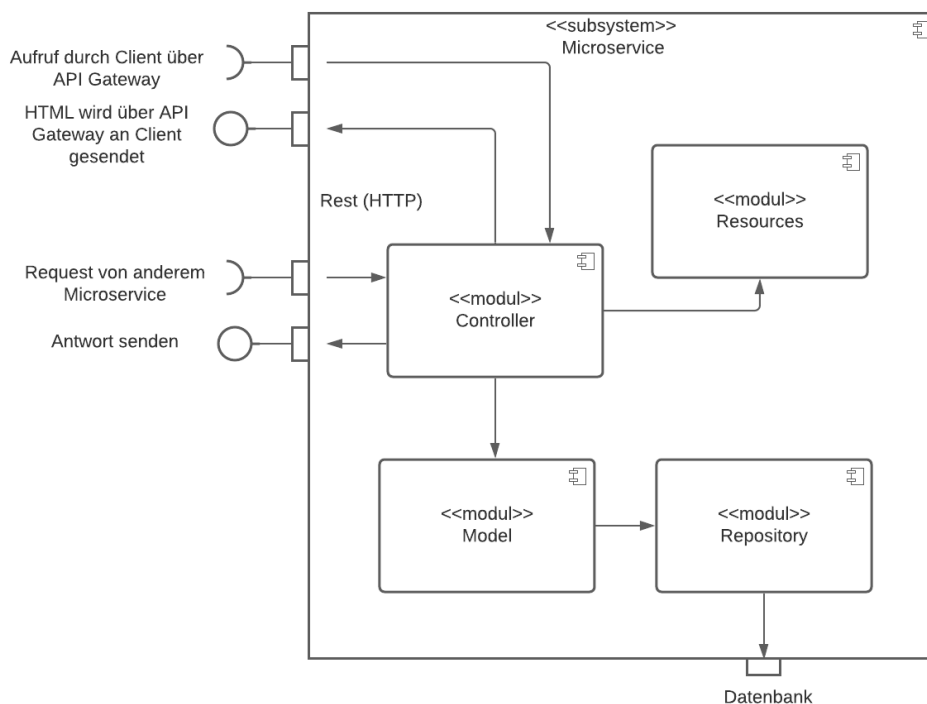 <<subsystem>>
Microservice
Aufruf durch Client über
API Gateway
HTML wird über API
Gateway an Client
gesendet
Rest (HTTP)
<<modul>>
Resources
Request von anderem
Microservice
<<modul>>
Controller
Antwort senden
<<modul>>
Model
<<modul>>
Repository
Datenbank